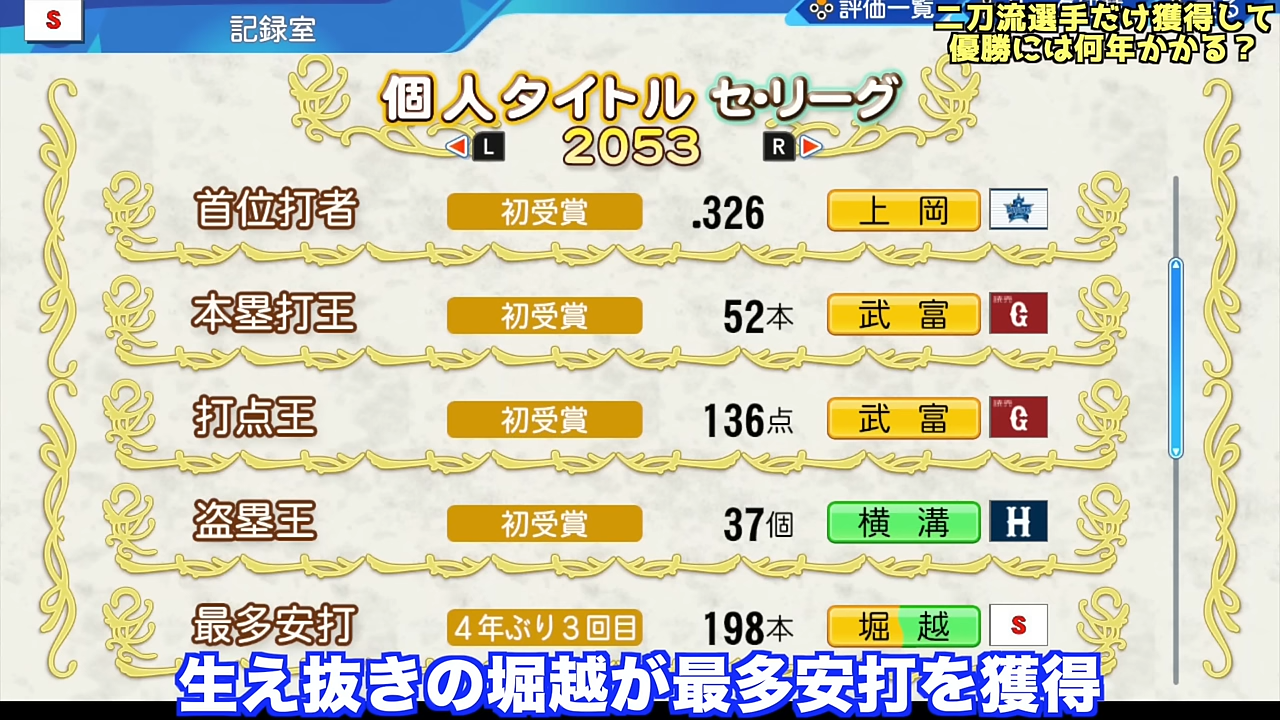 S
記録室
評価一覧
二刀流選手だけ獲得して
優勝には何年かかる？
個人タイトル セ・リーグ
L 2053 R
首位打者 初受賞 .326 上岡
本塁打王 初受賞 52本 武富 G
打点王 初受賞 136点 武富 G
盗塁王 初受賞 37個 横溝 H
最多安打 4年ぶり3回目 198本 堀越 S
生え抜きの堀越が最多安打を獲得